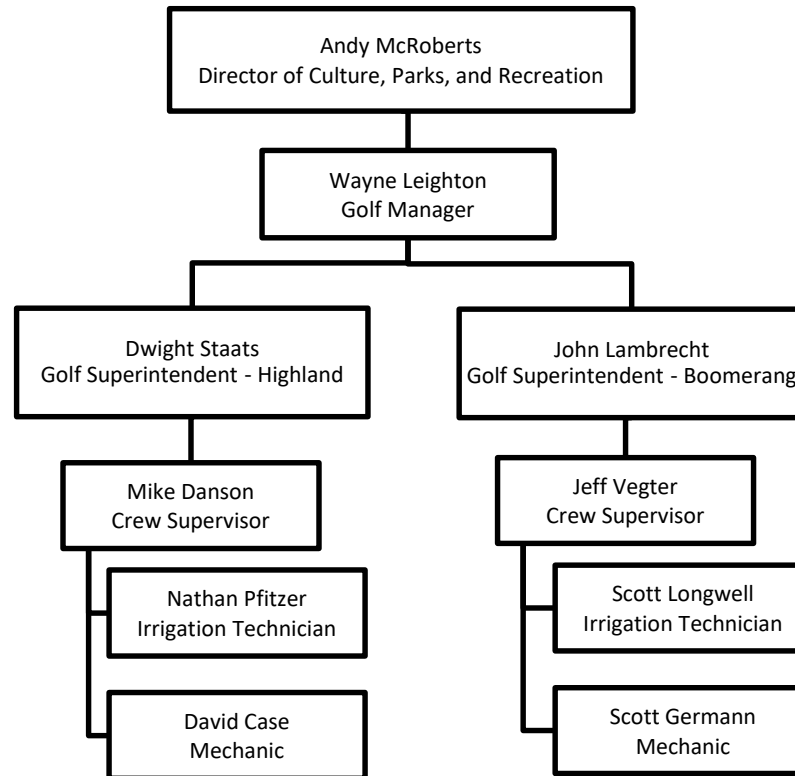 Andy McRoberts
Director of Culture, Parks, and Recreation
Wayne Leighton
Golf Manager
Dwight Staats
Golf Superintendent - Highland
John Lambrecht
Golf Superintendent - Boomerang
Mike Danson
Crew Supervisor
Jeff Vegter
Crew Supervisor
Nathan Pfitzer
Irrigation Technician
Scott Longwell
Irrigation Technician
David Case
Mechanic
Scott Germann
Mechanic